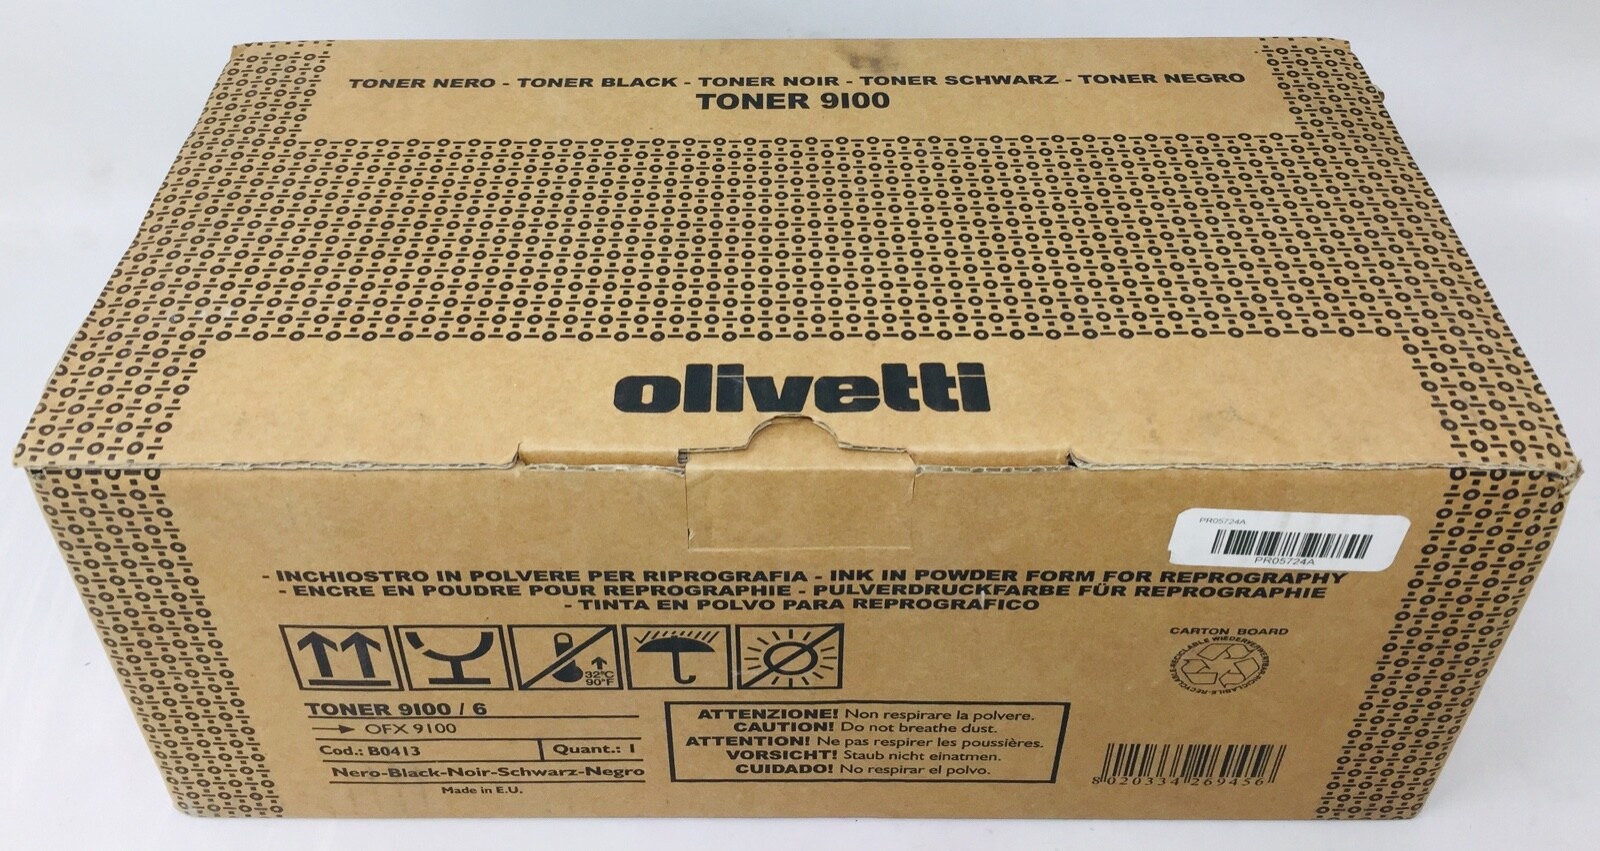 TONER NERO - TONER BLACK - TONER NOIR - TONER SCHWARZ - TONER NEGRO
TONER 9100
olivetti
PR05724A
PR05724A
- INCHIOSTRO IN POLVERE PER RIPROGRAFIA - INK IN POWDER FORM FOR REPROGRAPHY
- ENCRE EN POUDRE POUR REPROGRAPHIE - PULVERDRUCKFARBE FÜR REPROGRAPHIE
- TINTA EN POLVO PARA REPROGRÁFICO
32°C
90°F
CARTON BOARD
TONER 9100 / 6
OFX 9100
Cod.: B0413 Quant.: 1
Nero-Black-Noir-Schwarz-Negro
Made in E.U.
ATTENZIONE! Non respirare la polvere.
CAUTION! Do not breathe dust.
ATTENTION! Ne pas respirer les poussières.
VORSICHT! Staub nicht einatmen.
CUIDADO! No respirar el polvo.
8 020334 269456